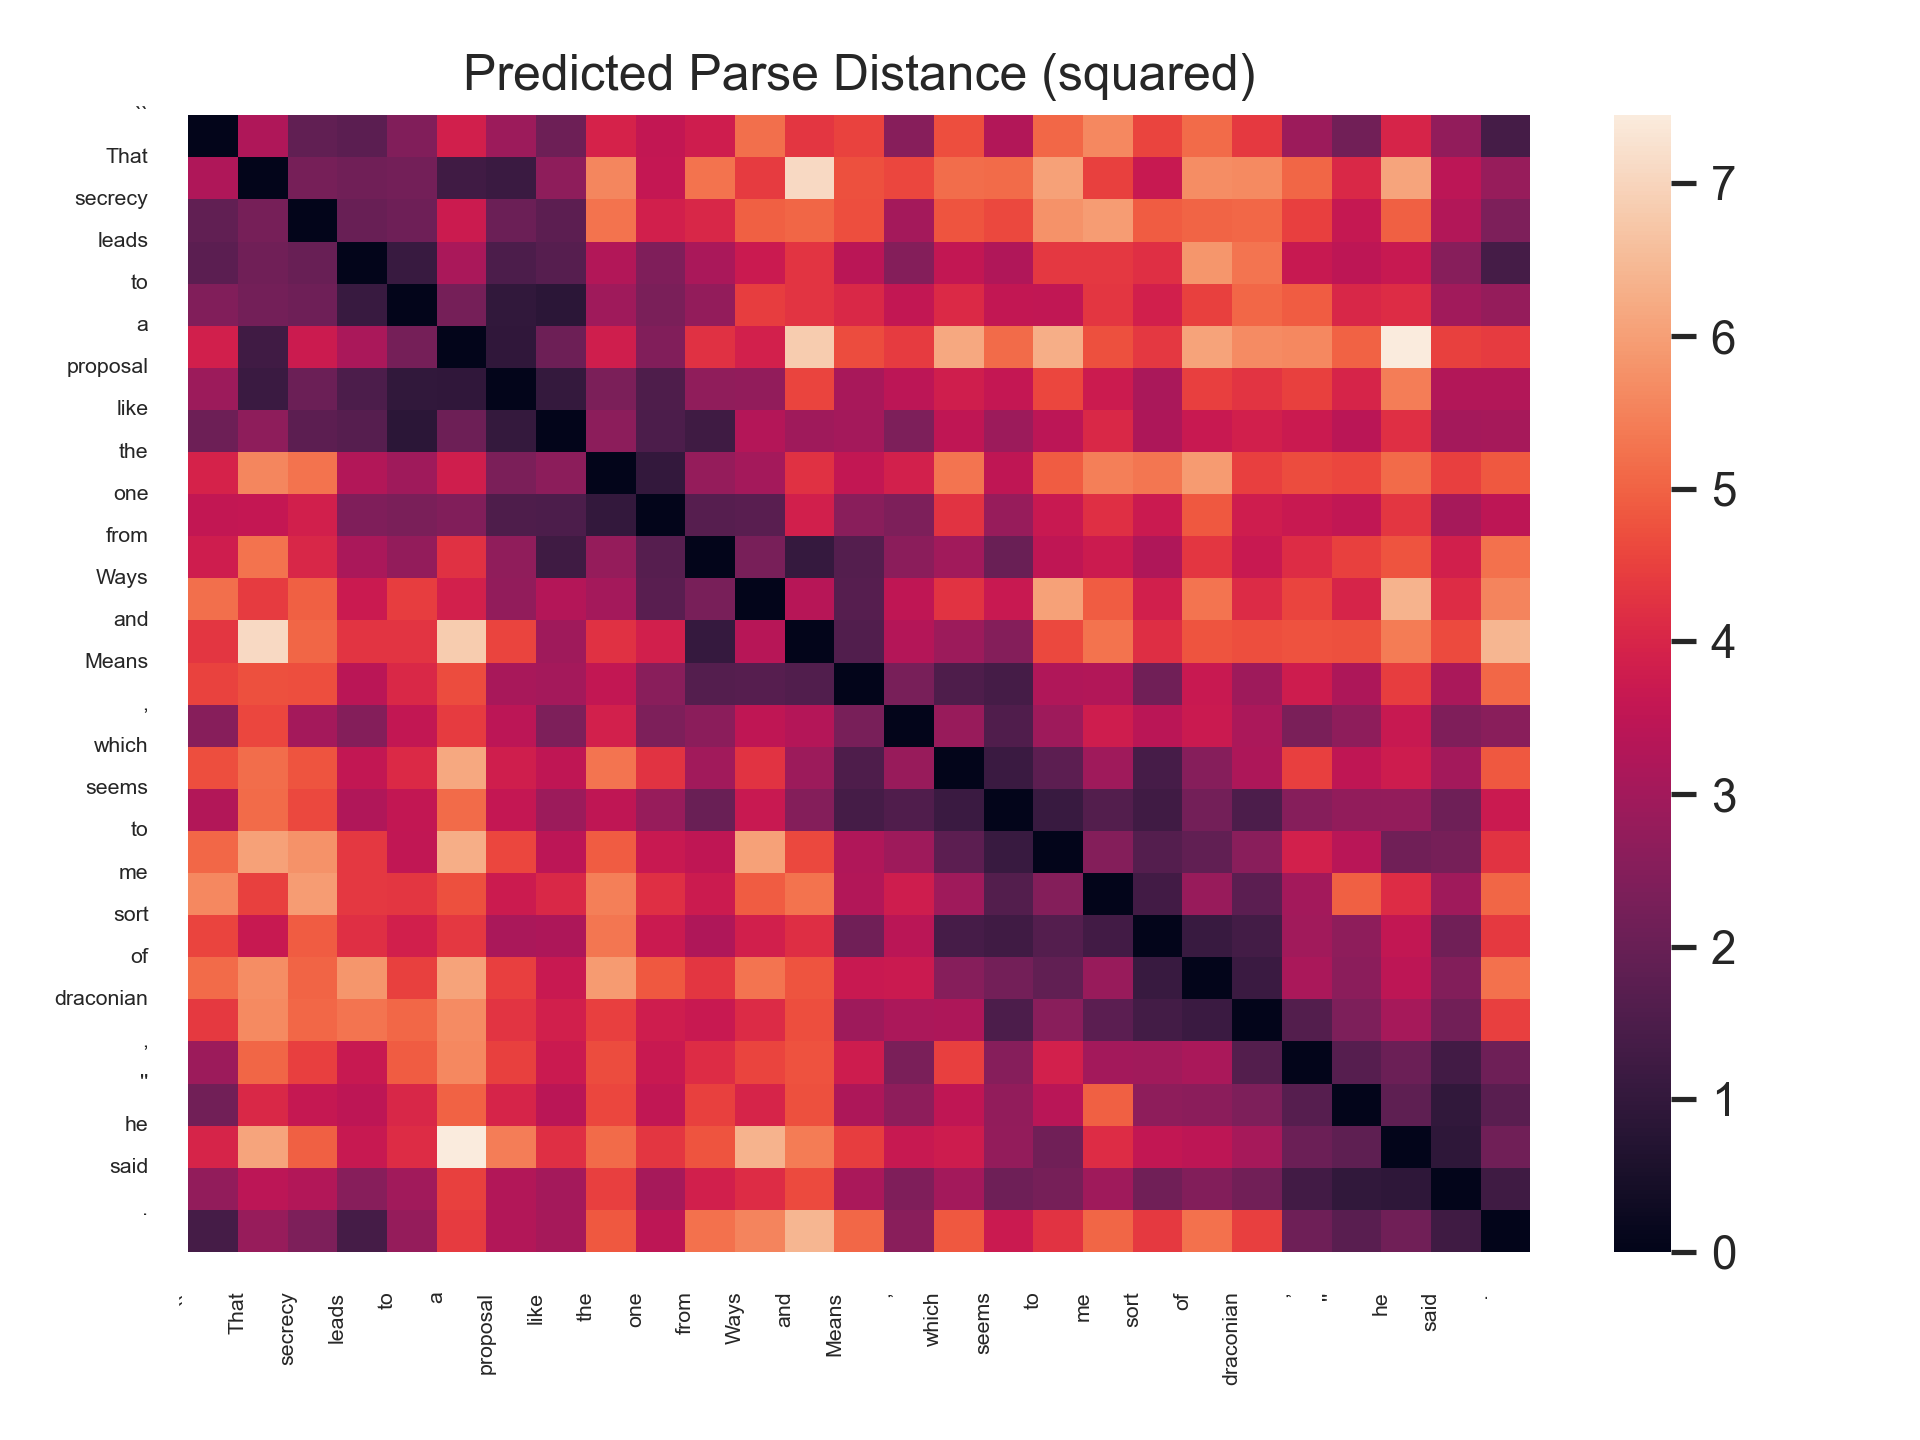 Predicted Parse Distance (squared)
``
That
secrecy
leads
to
a
proposal
like
the
one
from
Ways
and
Means
,
which
seems
to
me
sort
of
draconian
,
"
he
said
.
7
6
5
4
3
2
1
0
``
That
secrecy
leads
to
a
proposal
like
the
one
from
Ways
and
Means
,
which
seems
to
me
sort
of
draconian
,
"
he
said
.